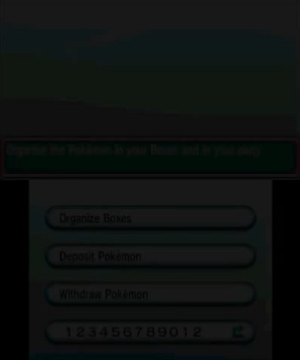 Organize the Pokémon in your Boxes and in your party.
Organize Boxes
Deposit Pokémon
Withdraw Pokémon
123456789012